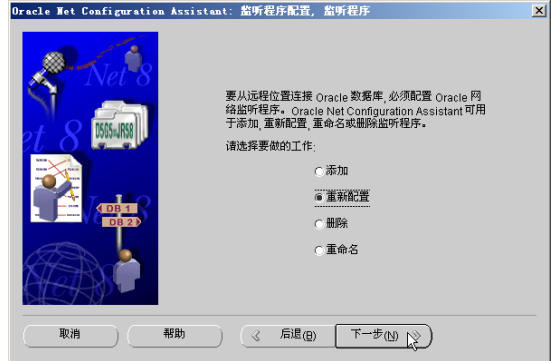 Oracle Net Configuration Assistant: 监听程序配置, 监听程序
Net 8
et 8
D5GS-JRS8
Net 8
DB 1
DB 2
Net
要从远程位置连接 Oracle 数据库, 必须配置 Oracle 网
络监听程序。Oracle Net Configuration Assistant 可用
于添加, 重新配置, 重命名或删除监听程序。
请选择要做的工作:
添加
重新配置
删除
重命名
取消
帮助
后退(B)
下一步(N)